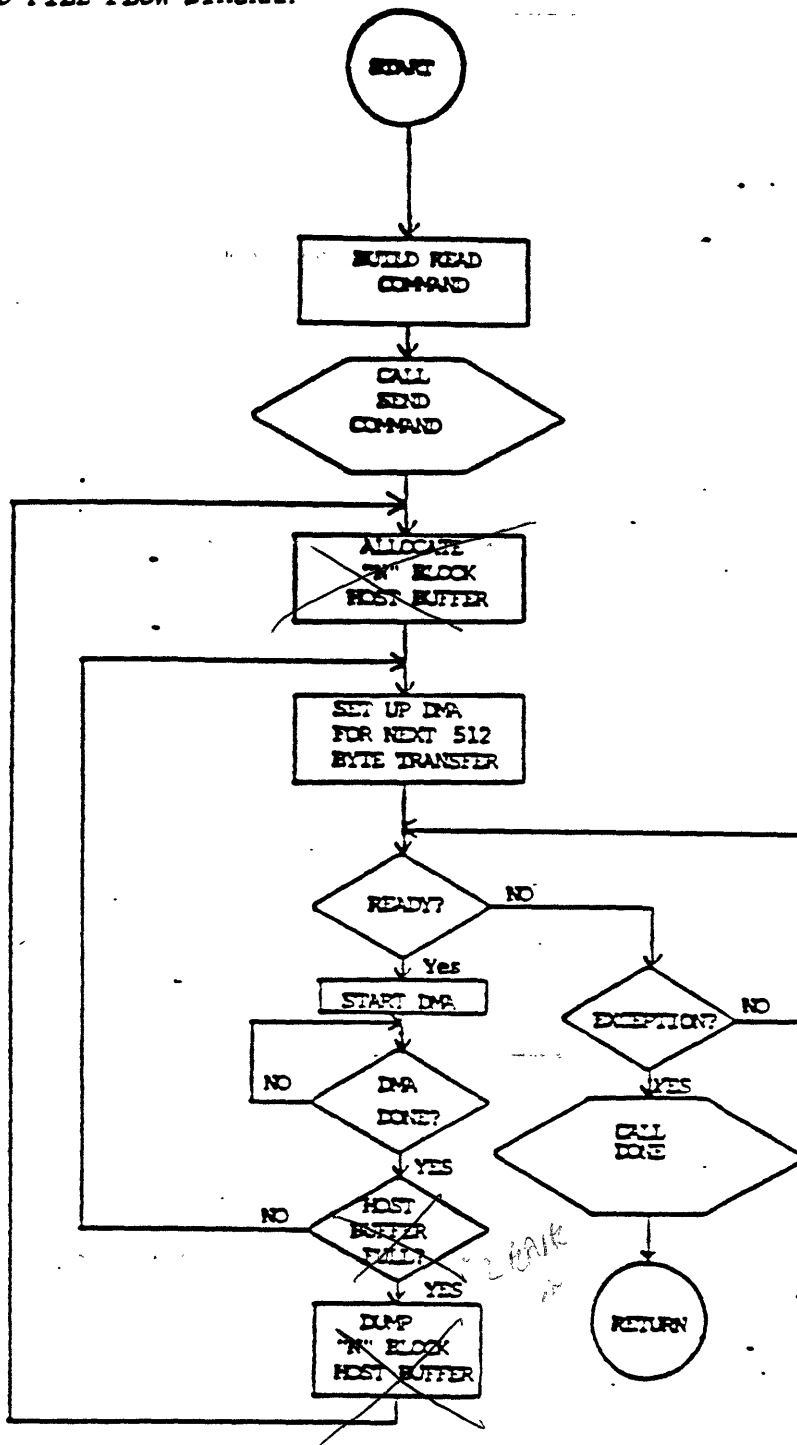 FILE FLOW
START
BUILD READ
COMMAND
CALL
SEND
COMMAND
ALLOCATE
"N" BLOCK
HOST BUFFER
SET UP DMA
FOR NEXT 512
BYTE TRANSFER
READY?
NO
Yes
START DMA
EXCEPTION?
NO
NO
DMA
DONE?
YES
CALL
DONE
YES
NO
HOST
BUFFER
FULL?
YES
RETURN
DUMP
"N" BLOCK
HOST BUFFER